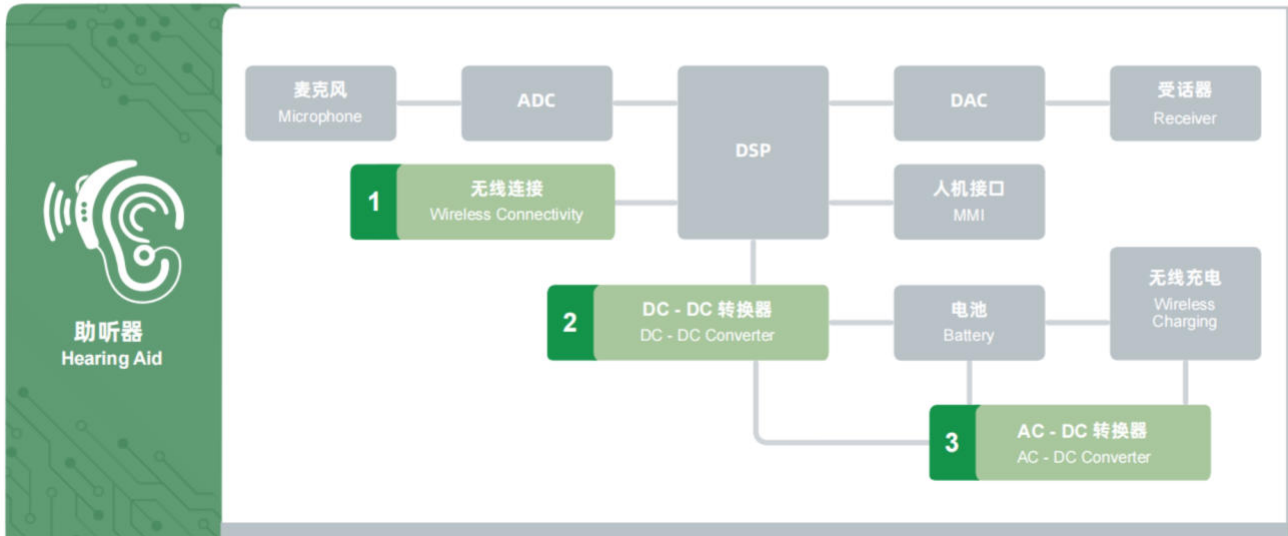 助听器
Hearing Aid
麦克风
Microphone
ADC
DSP
DAC
受话器
Receiver
1
无线连接
Wireless Connectivity
人机接口
MMI
2
DC - DC 转换器
DC - DC Converter
电池
Battery
无线充电
Wireless
Charging
3
AC - DC 转换器
AC - DC Converter